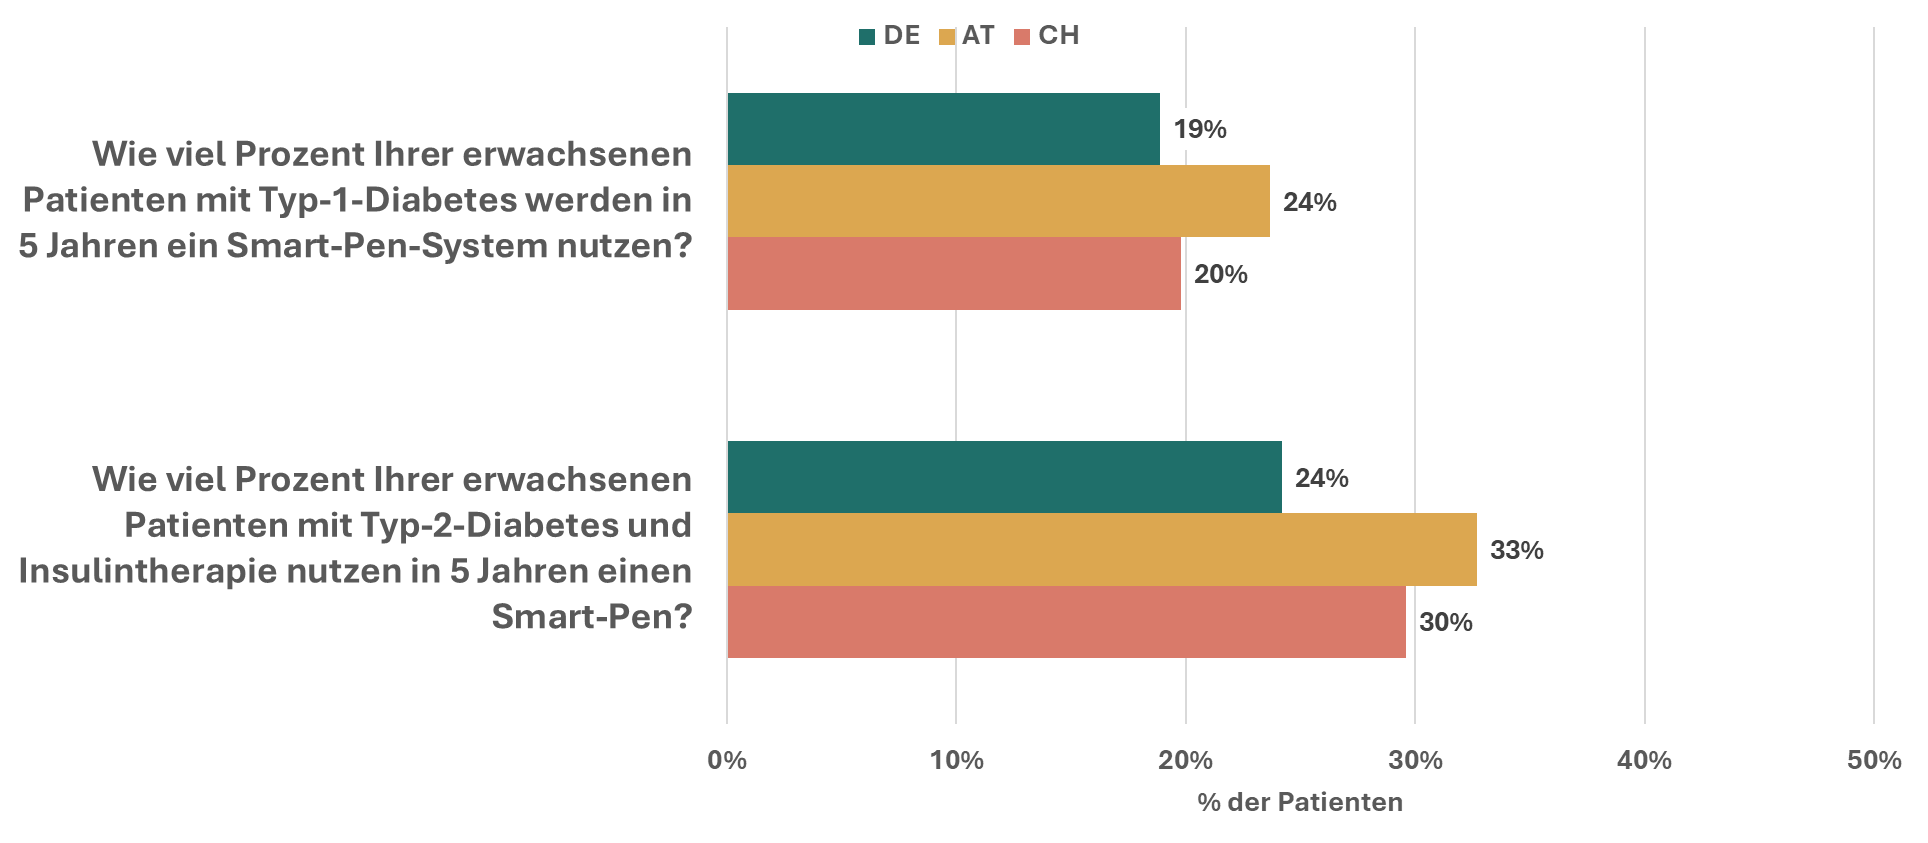 DE AT CH
Wie viel Prozent Ihrer erwachsenen
Patienten mit Typ-1-Diabetes werden in
5 Jahren ein Smart-Pen-System nutzen?
19%
24%
20%
Wie viel Prozent Ihrer erwachsenen
Patienten mit Typ-2-Diabetes und
Insulintherapie nutzen in 5 Jahren einen
Smart-Pen?
24%
33%
30%
0% 10% 20% 30% 40% 50%
% der Patienten